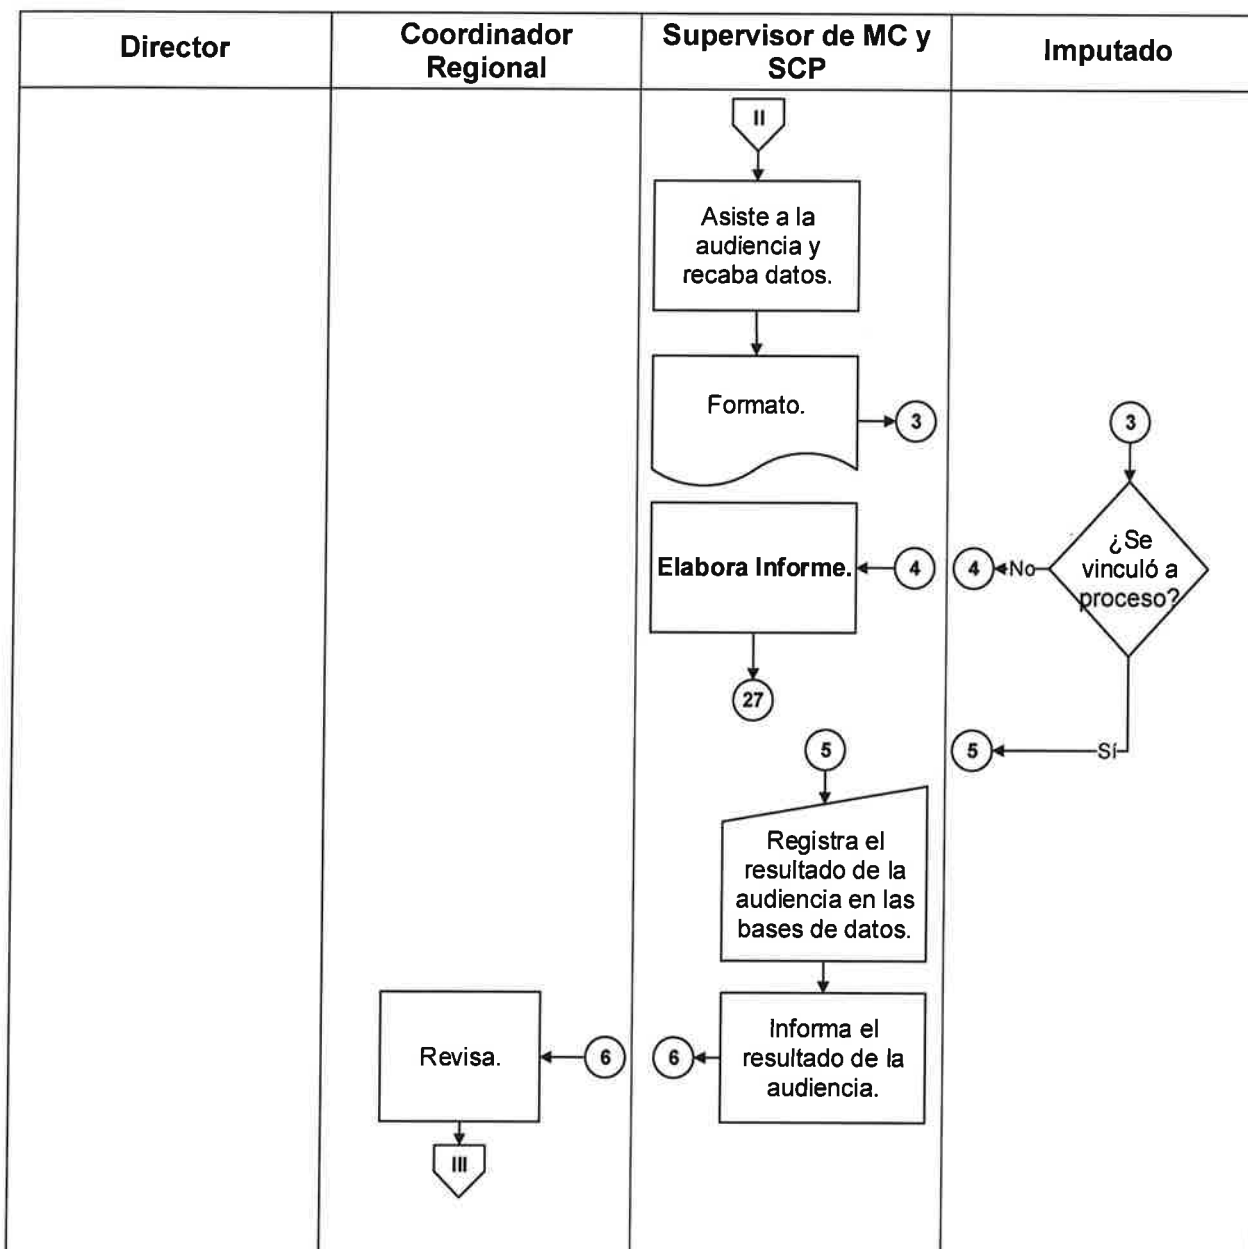 Director
Coordinador
Regional
Supervisor de MC y
SCP
Imputado
II
Asiste a la
audiencia y
recaba datos.
Formato.
3
3
¿Se
vinculó a
proceso?
No
4
4
Elabora Informe.
27
Sí
5
5
Registra el
resultado de la
audiencia en las
bases de datos.
Informa el
resultado de la
audiencia.
6
6
Revisa.
III